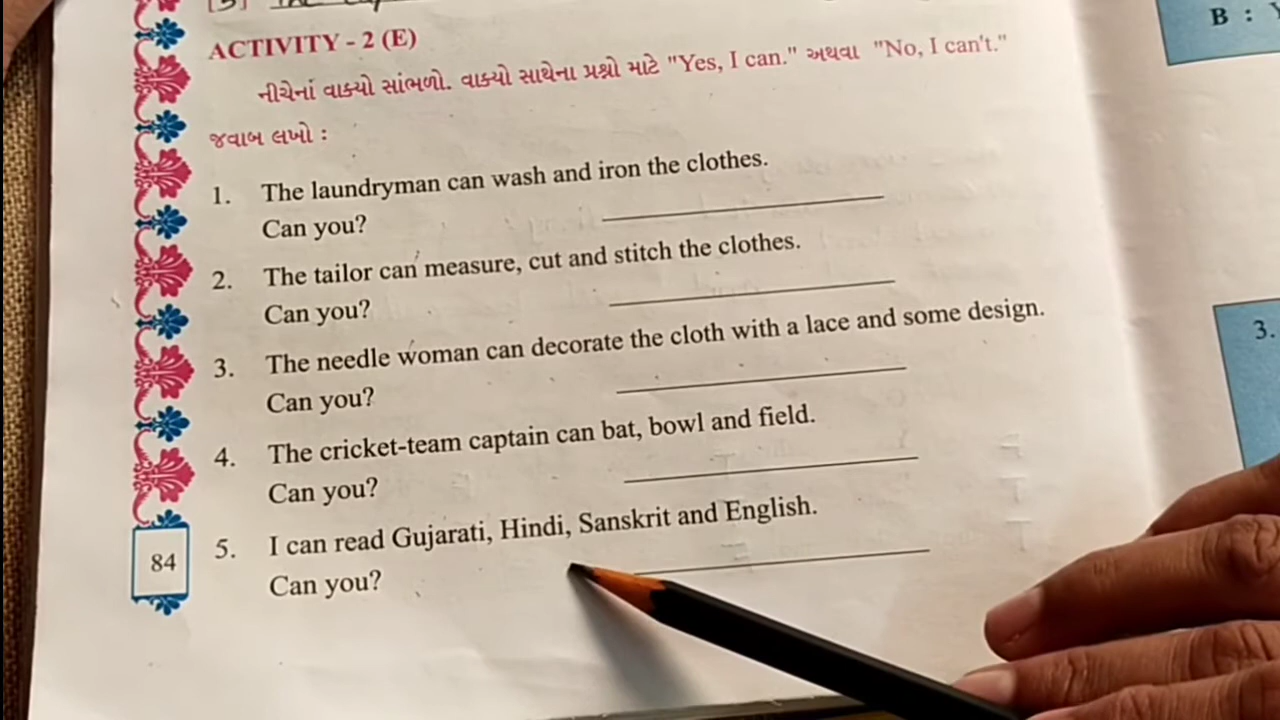 ACTIVITY - 2 (E)
નીચેનાં વાક્યો સાંભળો. વાક્યો સાથેના પ્રશ્નો માટે "Yes, I can." અથવા "No, I can't."
જવાબ લખો :
1. The laundryman can wash and iron the clothes.
Can you?
2. The tailor can measure, cut and stitch the clothes.
Can you?
3. The needle woman can decorate the cloth with a lace and some design.
Can you?
4. The cricket-team captain can bat, bowl and field.
Can you?
5. I can read Gujarati, Hindi, Sanskrit and English.
Can you?
84
B :
3.